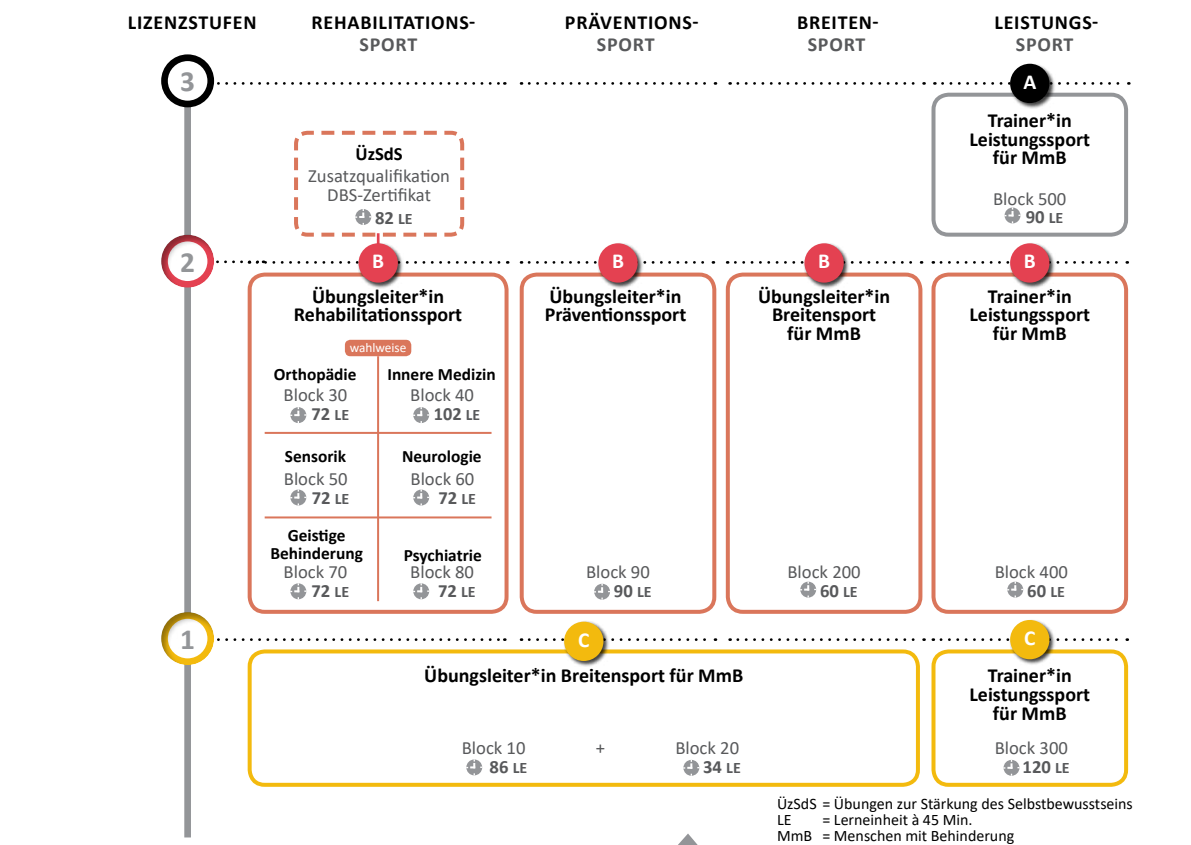 LIZENZSTUFEN
REHABILITATIONS-
SPORT
PRÄVENTIONS-
SPORT
BREITEN-
SPORT
LEISTUNGS-
SPORT
3
A
Trainer*in
Leistungssport
für MmB
Block 500
90 LE
ÜzSdS
Zusatzqualifikation
DBS-Zertifikat
82 LE
2
B
B
B
B
Übungsleiter*in
Rehabilitationssport
wahlweise
Orthopädie
Block 30
72 LE
Innere Medizin
Block 40
102 LE
Sensorik
Block 50
72 LE
Neurologie
Block 60
72 LE
Geistige
Behinderung
Block 70
72 LE
Psychiatrie
Block 80
72 LE
Übungsleiter*in
Präventionssport
Block 90
90 LE
Übungsleiter*in
Breitensport
für MmB
Block 200
60 LE
Trainer*in
Leistungssport
für MmB
Block 400
60 LE
1
C
C
Übungsleiter*in Breitensport für MmB
Block 10 + Block 20
86 LE 34 LE
Trainer*in
Leistungssport
für MmB
Block 300
120 LE
ÜzSdS = Übungen zur Stärkung des Selbstbewusstseins
LE = Lerneinheit à 45 Min.
MmB = Menschen mit Behinderung